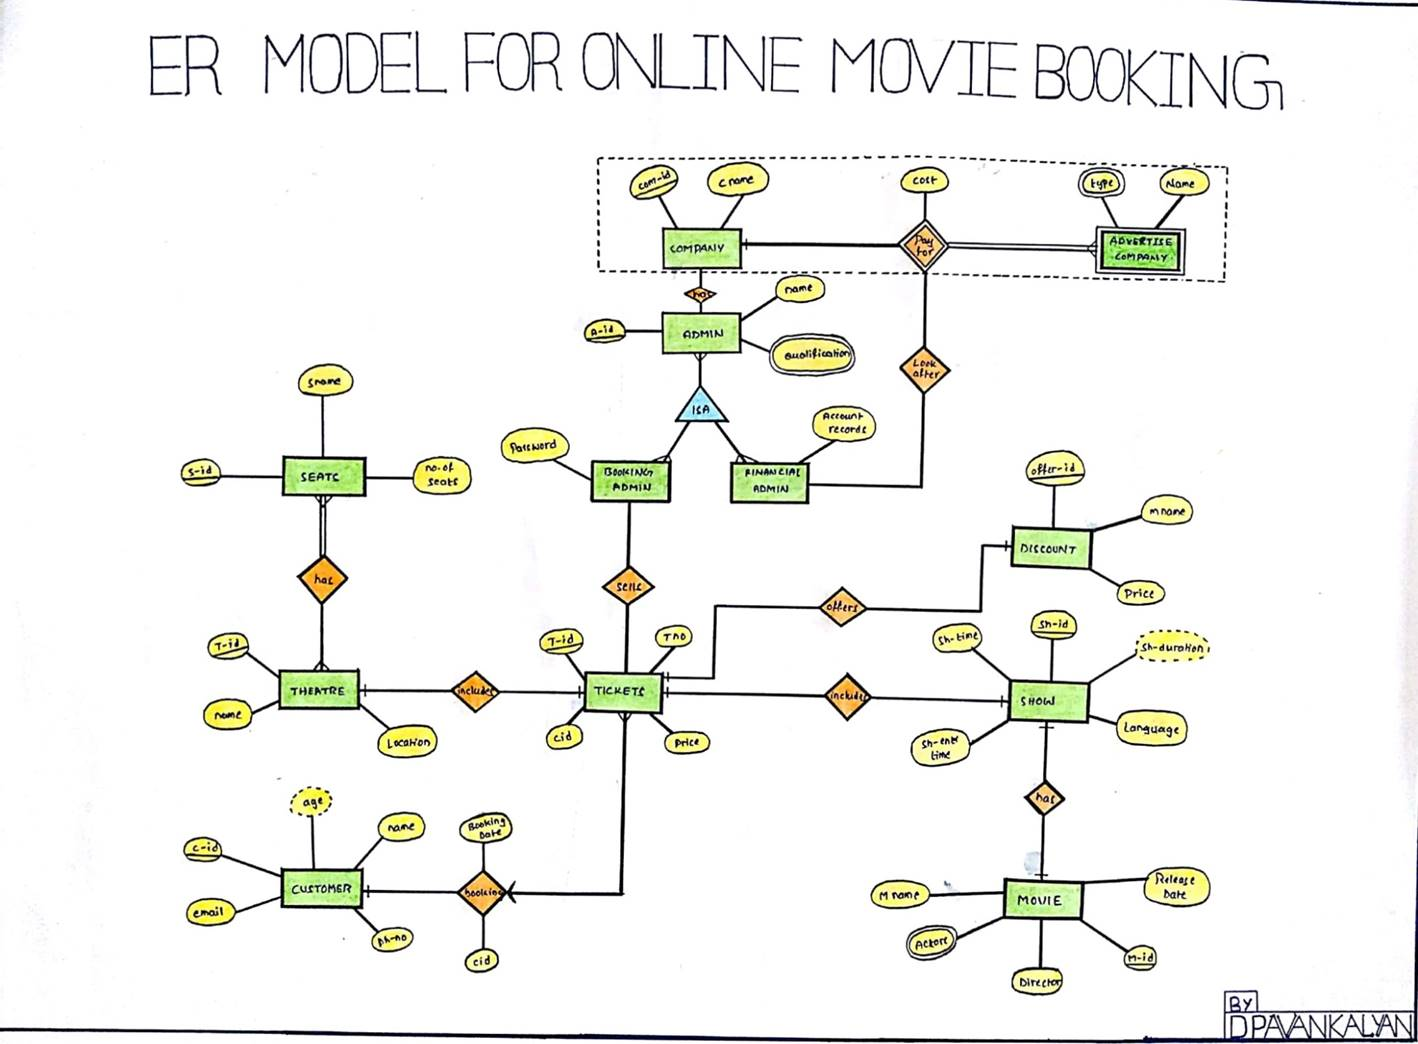 ER MODEL FOR ONLINE MOVIE BOOKING
com-id
Cname
cost
type
Name
COMPANY
Pay
for
ADVERTISE
COMPANY
has
name
A-id
ADMIN
Qualification
Look
after
Sname
ISA
Account
records
Password
S-id
SEATS
no.of
seats
BOOKING
ADMIN
FINANCIAL
ADMIN
offer-id
mname
DISCOUNT
has
sells
offers
Price
T-id
T-id
Tno
Sh-time
Sh-id
Sh-duration
THEATRE
includes
TICKETS
includes
SHOW
name
Location
cid
price
Language
time
has
age
name
Booking
Date
C-id
CUSTOMER
booking
email
ph-no
cid
Mname
MOVIE
Release
Date
Actors
Director
M-id
BY
DPAVANKALYAN